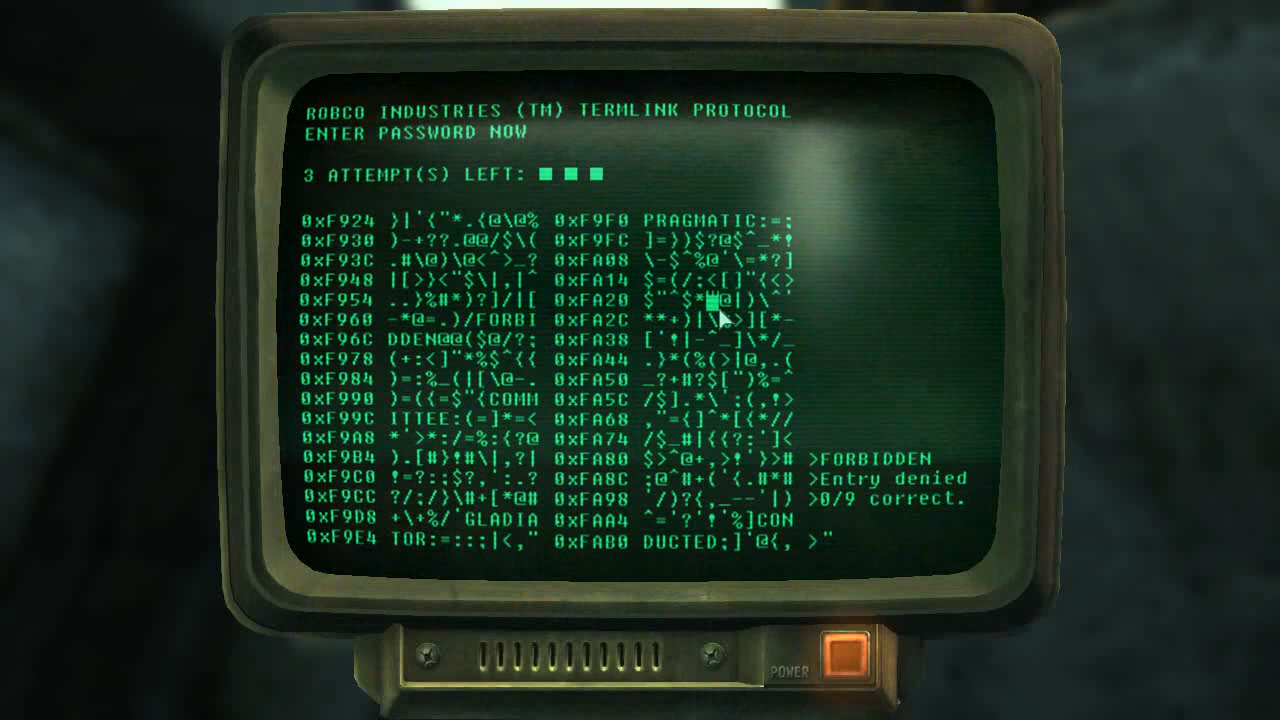 ROBCO INDUSTRIES (TM) TERMLINK PROTOCOL
ENTER PASSWORD NOW
3 ATTEMPT(S) LEFT: ■ ■ ■
0xF924 }|'{"*.{@\@% 0xF9F0 PRAGMATIC:=;
0xF930 )-+??.@@/$\( 0xF9FC ]=})$?@$^_*!
0xF93C .#\@)\@<^>_? 0xFA08 \-$^%@'\=*?]
0xF948 |[>}<"$\|,|^ 0xFA14 $=(/:<[]"{<>
0xF954 ..}%#*)?]/|[ 0xFA20 $"^$*"@|)\^'
0xF960 -*@=.)/FORBI 0xFA2C **+)|\ >][*-
0xF96C DDEN@@($@/?; 0xFA38 ['!|-^_]\*/_
0xF978 (+:<]"*%$^{{ 0xFA44 .}*(%(>|@,.(
0xF984 )=:%_(|[\@-. 0xFA50 _?+#?$[")%=^
0xF990 )=({=$"{COMM 0xFA5C /$].*\':(,!>
0xF99C ITTEE:(=]*=< 0xFA68 ,"={]^*[{*//
0xF9A8 *'>*:/=%:{?@ 0xFA74 /$_#|{{?:']<
0xF9B4 ).[#}!#\|,?| 0xFA80 $>^@+,>!'}># >FORBIDDEN
0xF9C0 !=?:;$?,':.? 0xFA8C ;@^#+('{.#*# >Entry denied
0xF9CC ?/;/}\#+[*@# 0xFA98 '/)?{,_--'|) >0/9 correct.
0xF9D8 +\+%/'GLADIA 0xFAA4 ^='?'!'%]CON
0xF9E4 TOR:=::;|<," 0xFAB0 DUCTED;]'@{, >"
POWER